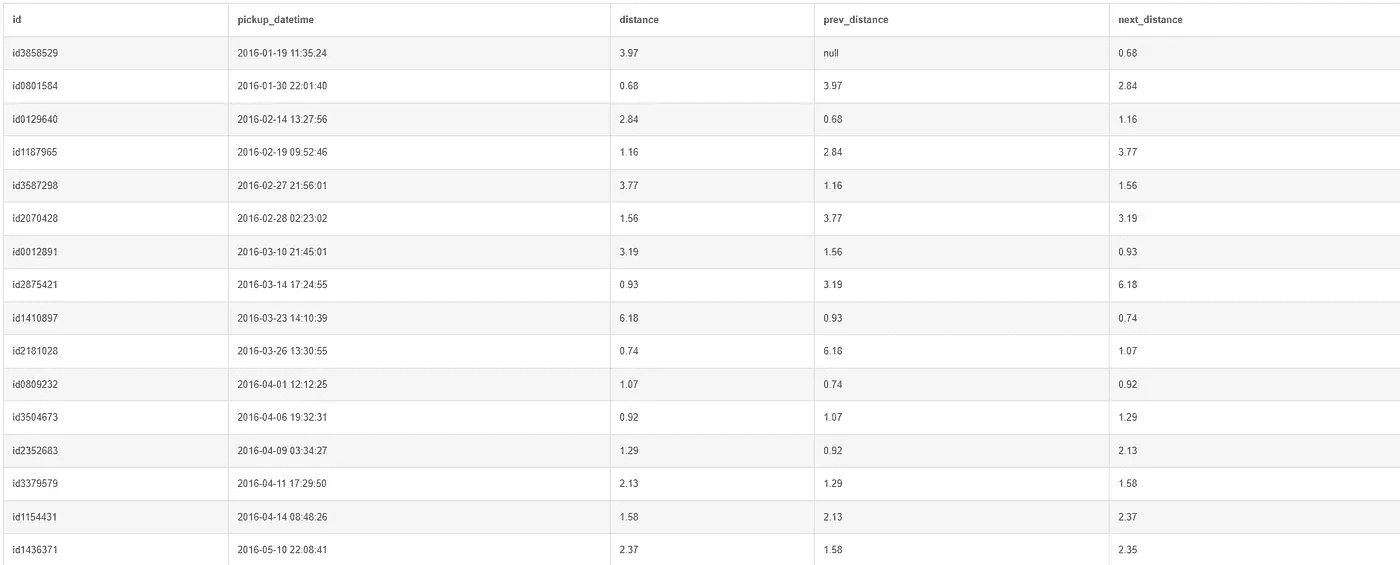 id pickup_datetime distance prev_distance next_distance
id3858529 2016-01-19 11:35:24 3.97 null 0.68
id0801584 2016-01-30 22:01:40 0.68 3.97 2.84
id0129640 2016-02-14 13:27:56 2.84 0.68 1.16
id1187965 2016-02-19 09:52:46 1.16 2.84 3.77
id3587298 2016-02-27 21:56:01 3.77 1.16 1.56
id2070428 2016-02-28 02:23:02 1.56 3.77 3.19
id0012891 2016-03-10 21:45:01 3.19 1.56 0.93
id2875421 2016-03-14 17:24:55 0.93 3.19 6.18
id1410897 2016-03-23 14:10:39 6.18 0.93 0.74
id2181028 2016-03-26 13:30:55 0.74 6.18 1.07
id0809232 2016-04-01 12:12:25 1.07 0.74 0.92
id3504673 2016-04-06 19:32:31 0.92 1.07 1.29
id2352683 2016-04-09 03:34:27 1.29 0.92 2.13
id3379579 2016-04-11 17:29:50 2.13 1.29 1.58
id1154431 2016-04-14 08:48:26 1.58 2.13 2.37
id1436371 2016-05-10 22:08:41 2.37 1.58 2.35